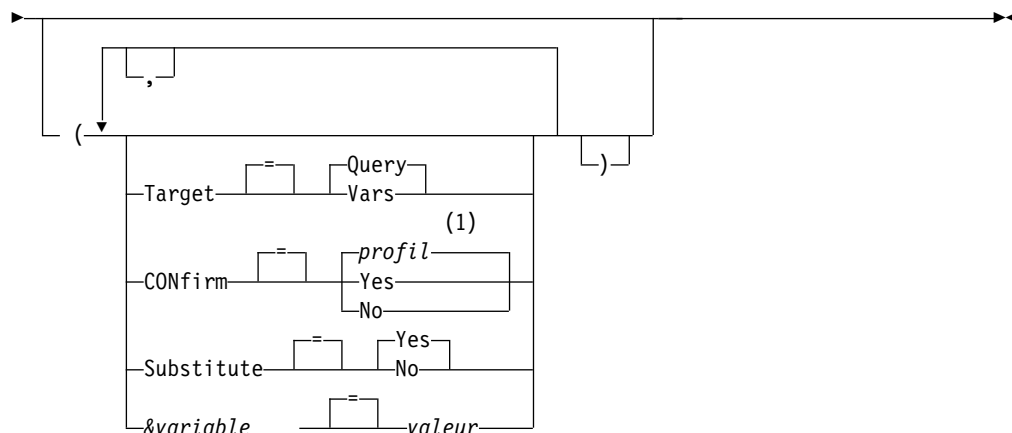 ,
(
)
Target = Query
Vars
(1)
CONfirm = profil
Yes
No
Substitute = Yes
No
&variable = valeur